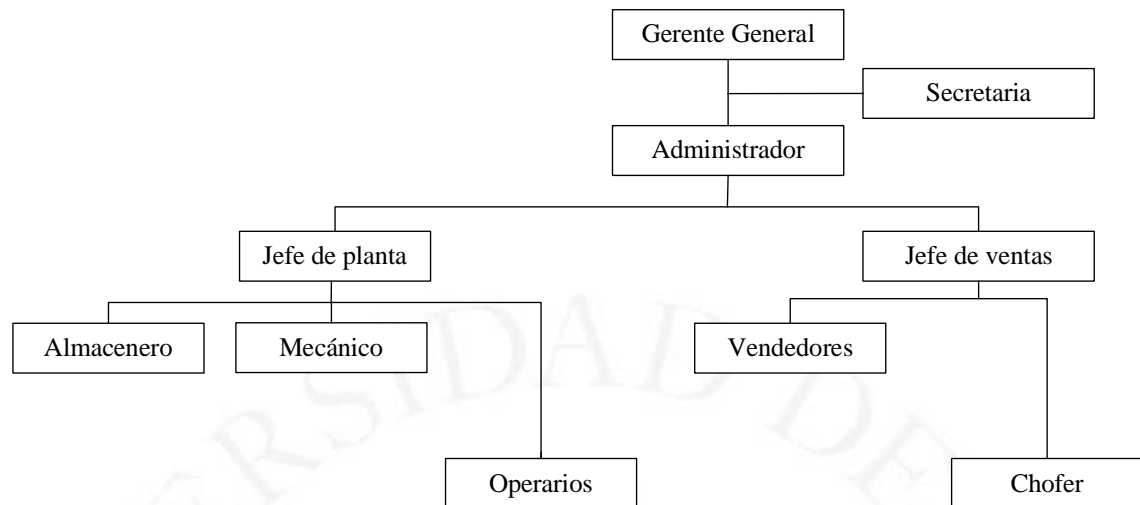 Gerente General
Secretaria
Administrador
Jefe de planta
Jefe de ventas
Almacenero
Mecánico
Vendedores
Operarios
Chofer